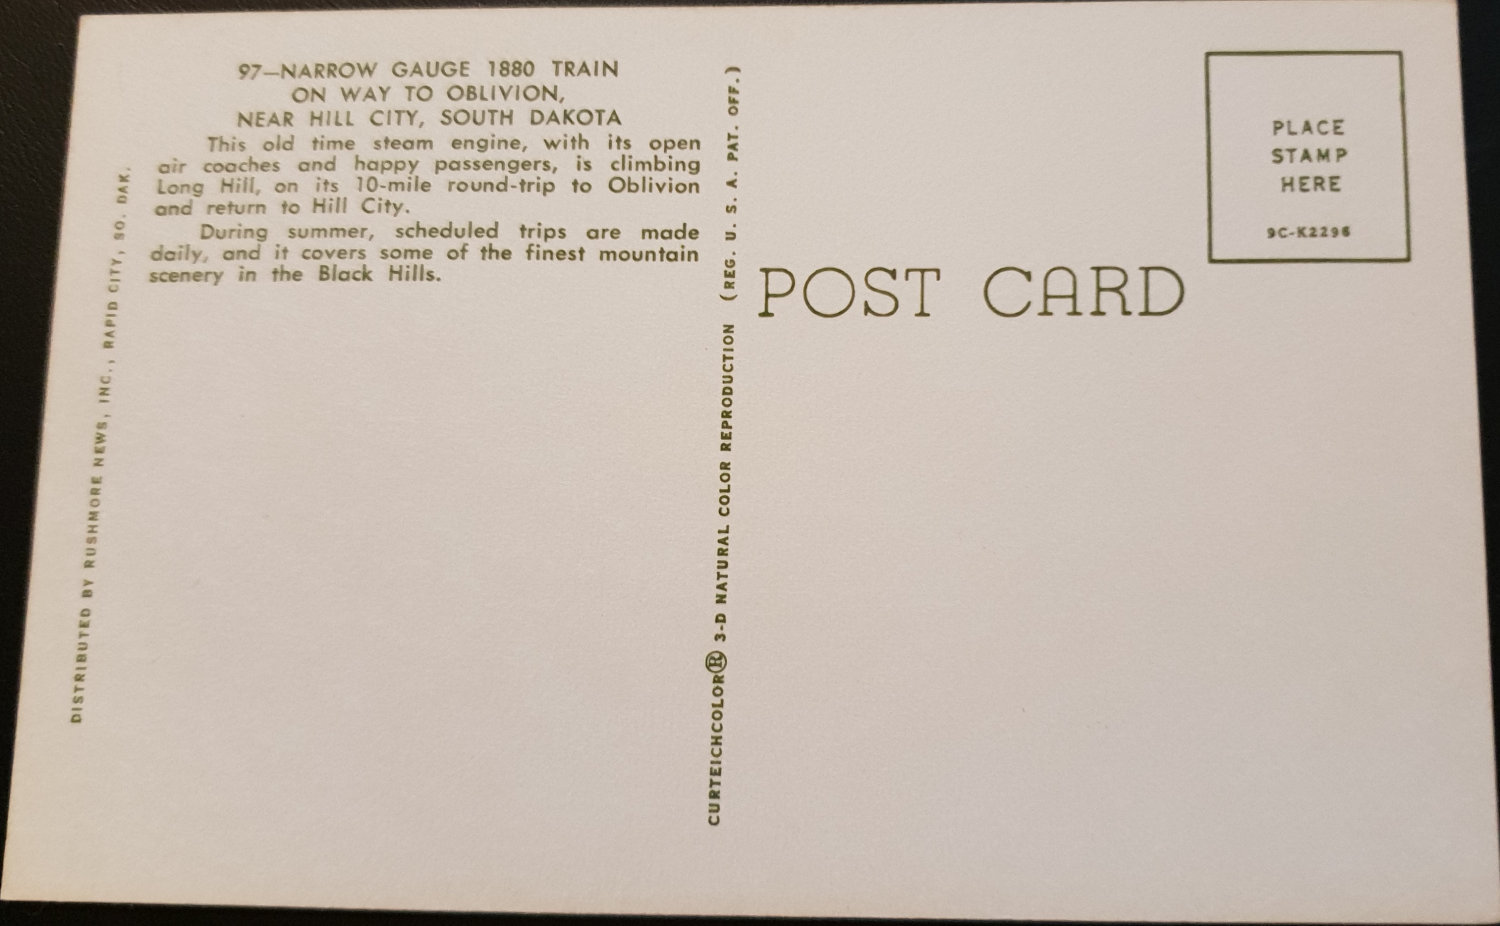 97—NARROW GAUGE 1880 TRAIN
ON WAY TO OBLIVION,
NEAR HILL CITY, SOUTH DAKOTA
This old time steam engine, with its open
air coaches and happy passengers, is climbing
Long Hill, on its 10-mile round-trip to Oblivion
and return to Hill City.
During summer, scheduled trips are made
daily, and it covers some of the finest mountain
scenery in the Black Hills.
DISTRIBUTED BY RUSHMORE NEWS, INC., RAPID CITY, SO. DAK.
CURTEICHCOLOR® 3-D NATURAL COLOR REPRODUCTION (REG. U. S. A. PAT. OFF.)
POST CARD
PLACE
STAMP
HERE
9C-K2296